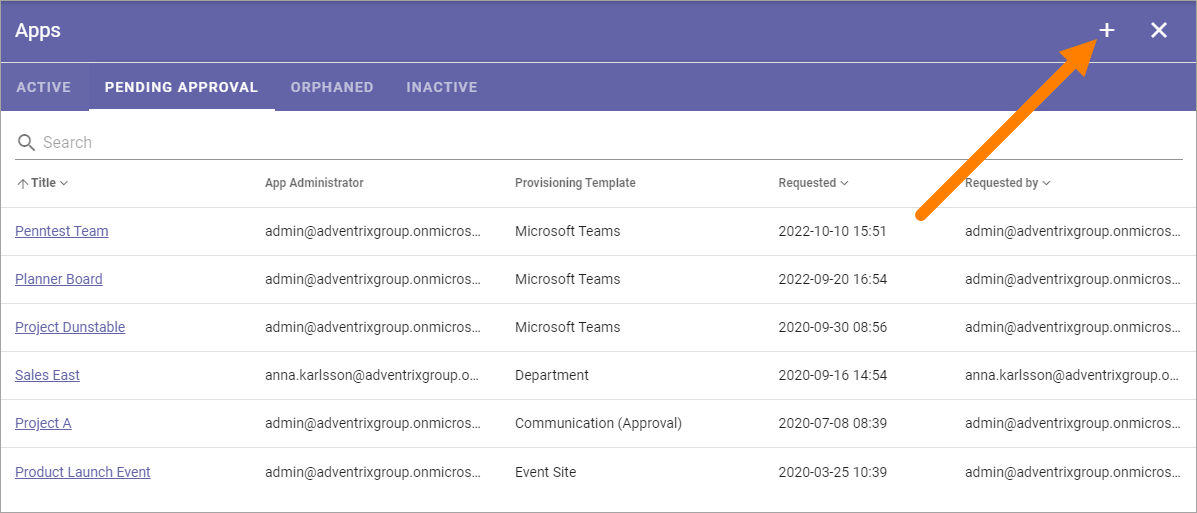 Apps
ACTIVE PENDING APPROVAL ORPHANED INACTIVE
Search
Title App Administrator Provisioning Template Requested Requested by
Penntest Team admin@adventrixgroup.onmicros... Microsoft Teams 2022-10-10 15:51 admin@adventrixgroup.onmicros...
Planner Board admin@adventrixgroup.onmicros... Microsoft Teams 2022-09-20 16:54 admin@adventrixgroup.onmicros...
Project Dunstable admin@adventrixgroup.onmicros... Microsoft Teams 2020-09-30 08:56 admin@adventrixgroup.onmicros...
Sales East anna.karlsson@adventrixgroup.o... Department 2020-09-16 14:54 anna.karlsson@adventrixgroup.o...
Project A admin@adventrixgroup.onmicros... Communication (Approval) 2020-07-08 08:39 admin@adventrixgroup.onmicros...
Product Launch Event admin@adventrixgroup.onmicros... Event Site 2020-03-25 10:39 admin@adventrixgroup.onmicros...